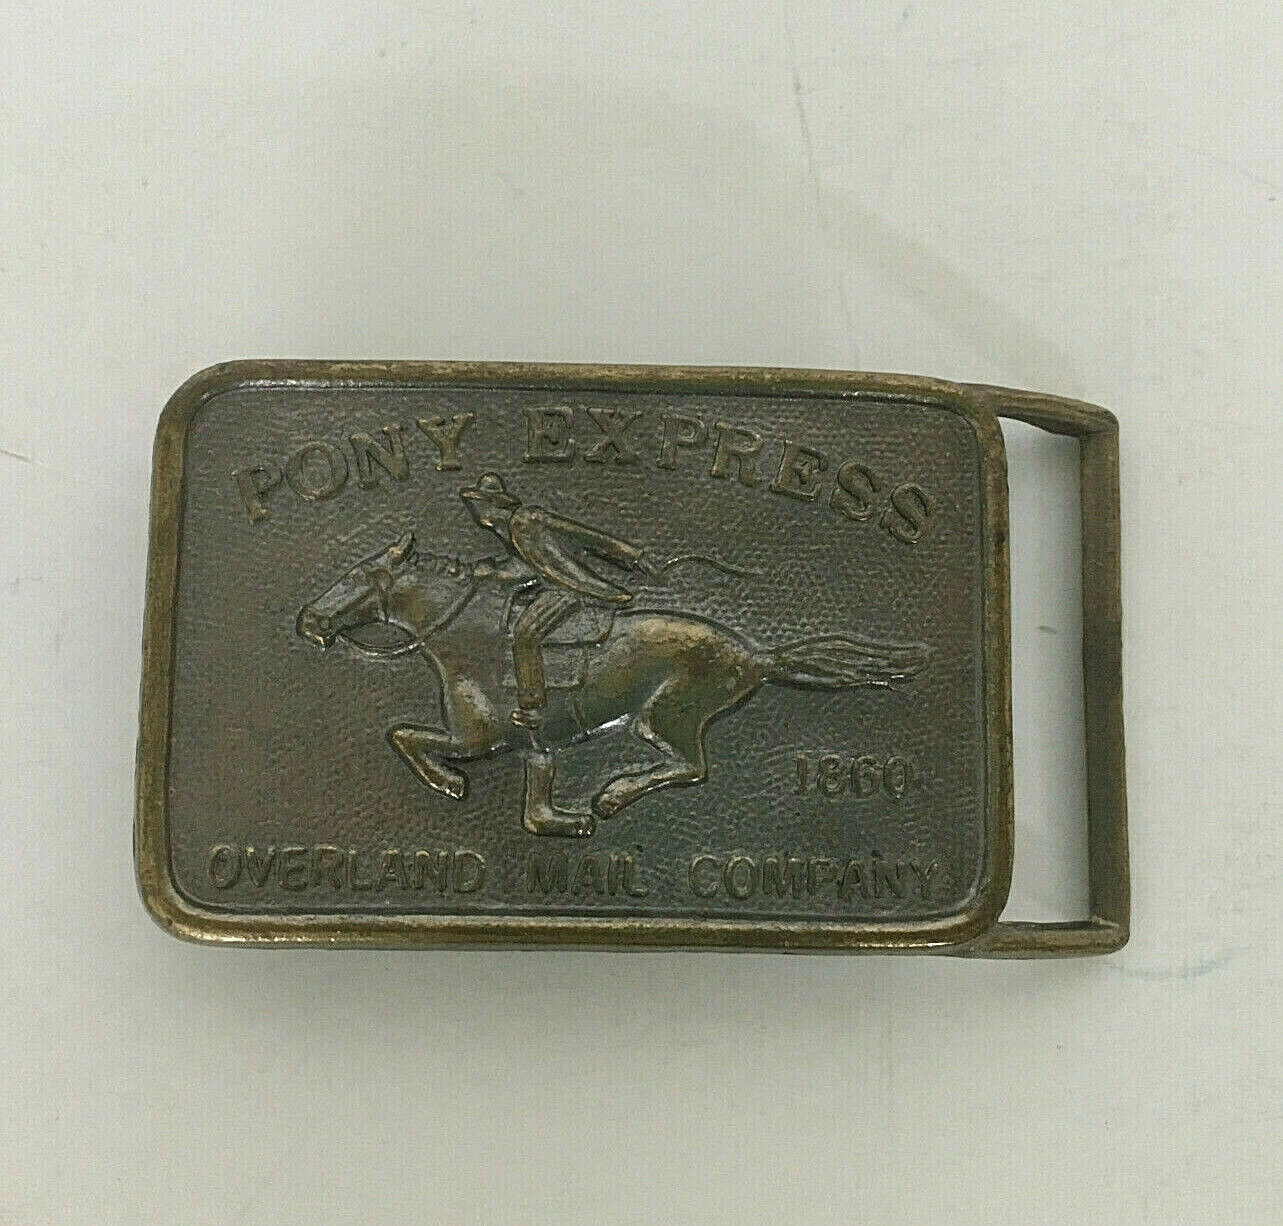 PONY EXPRESS
1860
OVERLAND MAIL COMPANY